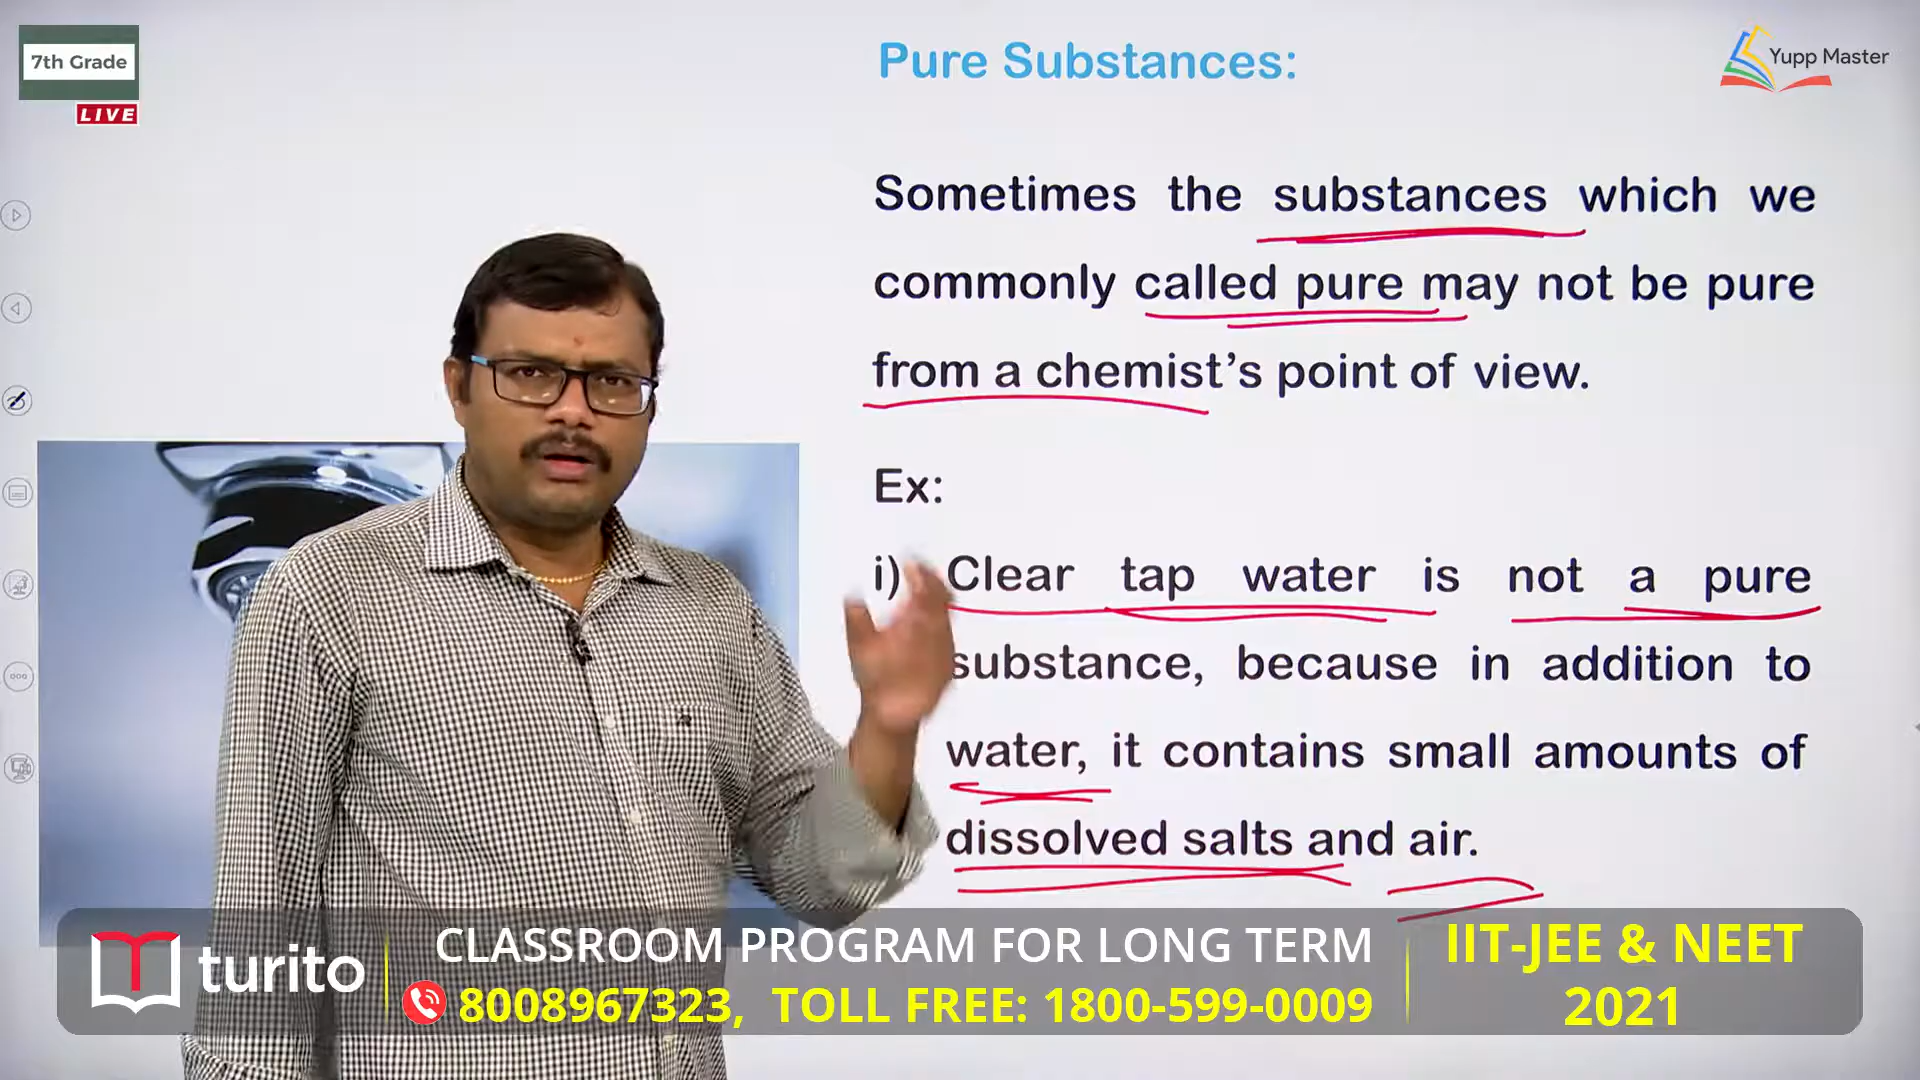 7th Grade
LIVE
Yupp Master
Pure Substances:
Sometimes the substances which we
commonly called pure may not be pure
from a chemist’s point of view.
Ex:
i) Clear tap water is not a pure
substance, because in addition to
water, it contains small amounts of
dissolved salts and air.
turito
CLASSROOM PROGRAM FOR LONG TERM
8008967323, TOLL FREE: 1800-599-0009
IIT-JEE & NEET
2021